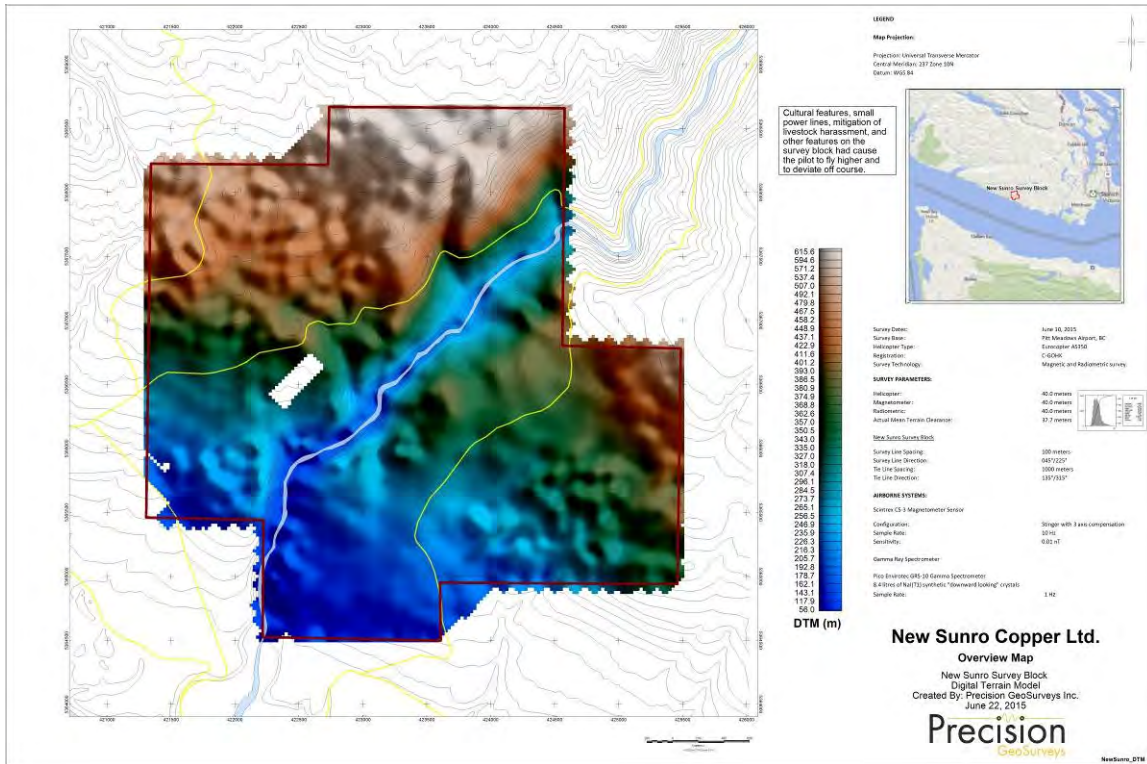 421000 421500 422000 422500 423000 423500 424000 424500 425000 425500 426000
LEGEND
Map Projection:
Projection: Universal Transverse Mercator
Central Meridian: 237 Zone 10N
Datum: WGS 84
Cultural features, small
power lines, mitigation of
livestock harassment, and
other features on the
survey block had cause
the pilot to fly higher and
to deviate off course.
New Sunro Survey Block
615.6
594.6
571.2
537.4
507.0
492.1
479.8
467.5
458.2
448.9
437.1
422.9
411.6
401.2
393.0
386.5
380.9
374.9
368.8
362.6
357.0
350.5
343.0
335.0
327.0
318.0
307.4
296.1
284.5
273.7
265.1
256.5
246.9
235.9
226.3
216.3
205.7
192.8
178.7
162.1
143.1
117.9
56.0
DTM (m)
Survey Dates: June 16, 2015
Survey Base: Pitt Meadows Airport, BC
Helicopter Type: Eurocopter AS350
Registration: C-GOHK
Survey Technology: Magnetic and Radiometric survey
SURVEY PARAMETERS:
Helicopter: 40.0 meters
Magnetometer: 40.0 meters
Radiometric: 40.0 meters
Actual Mean Terrain Clearance: 37.7 meters
New Sunro Survey Block
Survey Line Spacing: 100 meters
Survey Line Direction: 045°/225°
Tie Line Spacing: 1000 meters
Tie Line Direction: 135°/315°
AIRBORNE SYSTEMS:
Scintrex CS-3 Magnetometer Sensor
Configuration: Stinger with 3 axis compensation
Sample Rate: 10 Hz
Sensitivity: 0.01 nT
Gamma Ray Spectrometer
Pico Envirotec GRS-10 Gamma Spectrometer
8.4 litres of NaI(T1) synthetic "downward looking" crystals
Sample Rate: 1 Hz
New Sunro Copper Ltd.
Overview Map
New Sunro Survey Block
Digital Terrain Model
Created By: Precision GeoSurveys Inc.
June 22, 2015
Precision
GeoSurveys
NewSunro_DTM